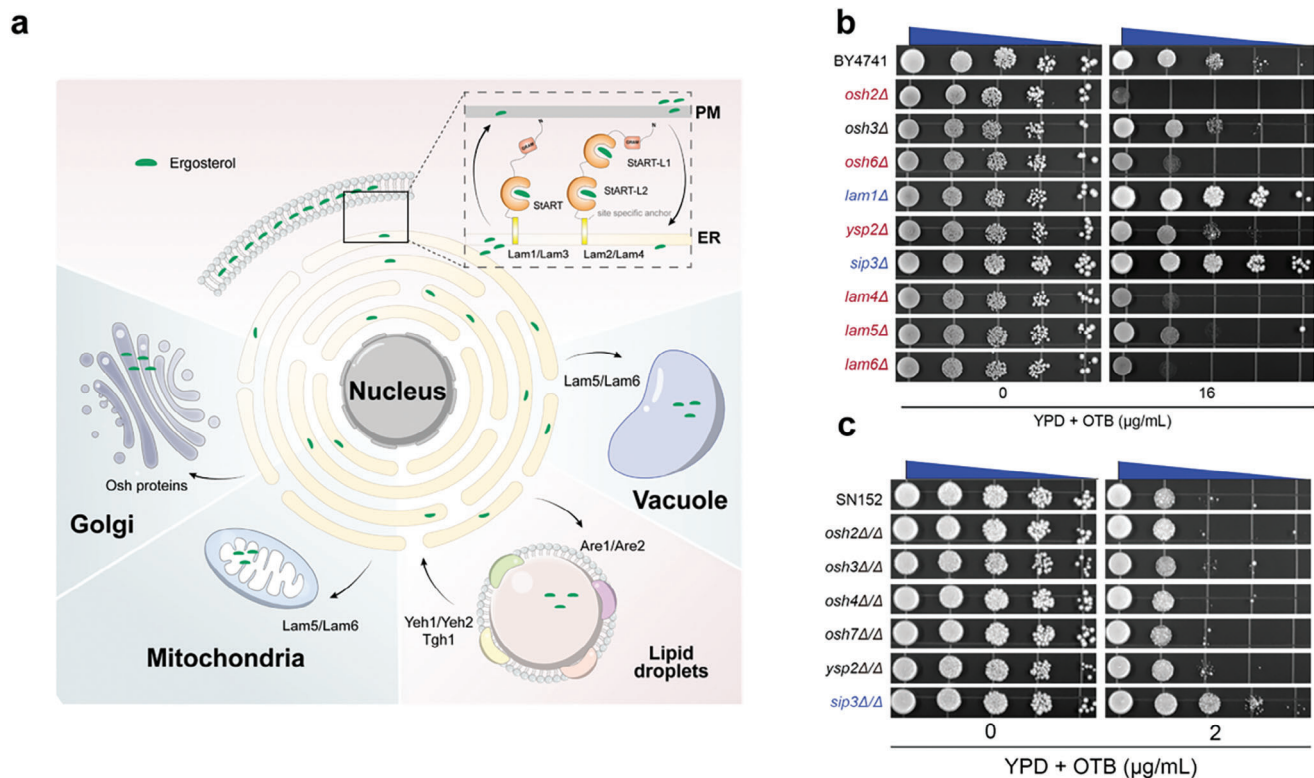 a
Ergosterol
PM
N
N
GRAM
GRAM
StART-L1
StART-L2
StART
site specific anchor
ER
Lam1/Lam3
Lam2/Lam4
Nucleus
Lam5/Lam6
Vacuole
Osh proteins
Golgi
Lam5/Lam6
Mitochondria
Are1/Are2
Yeh1/Yeh2
Tgh1
Lipid
droplets
b
BY4741
osh2Δ
osh3Δ
osh6Δ
lam1Δ
ysp2Δ
sip3Δ
lam4Δ
lam5Δ
lam6Δ
0 16
YPD + OTB (μg/mL)
c
SN152
osh2Δ/Δ
osh3Δ/Δ
osh4Δ/Δ
osh7Δ/Δ
ysp2Δ/Δ
sip3Δ/Δ
0 2
YPD + OTB (μg/mL)